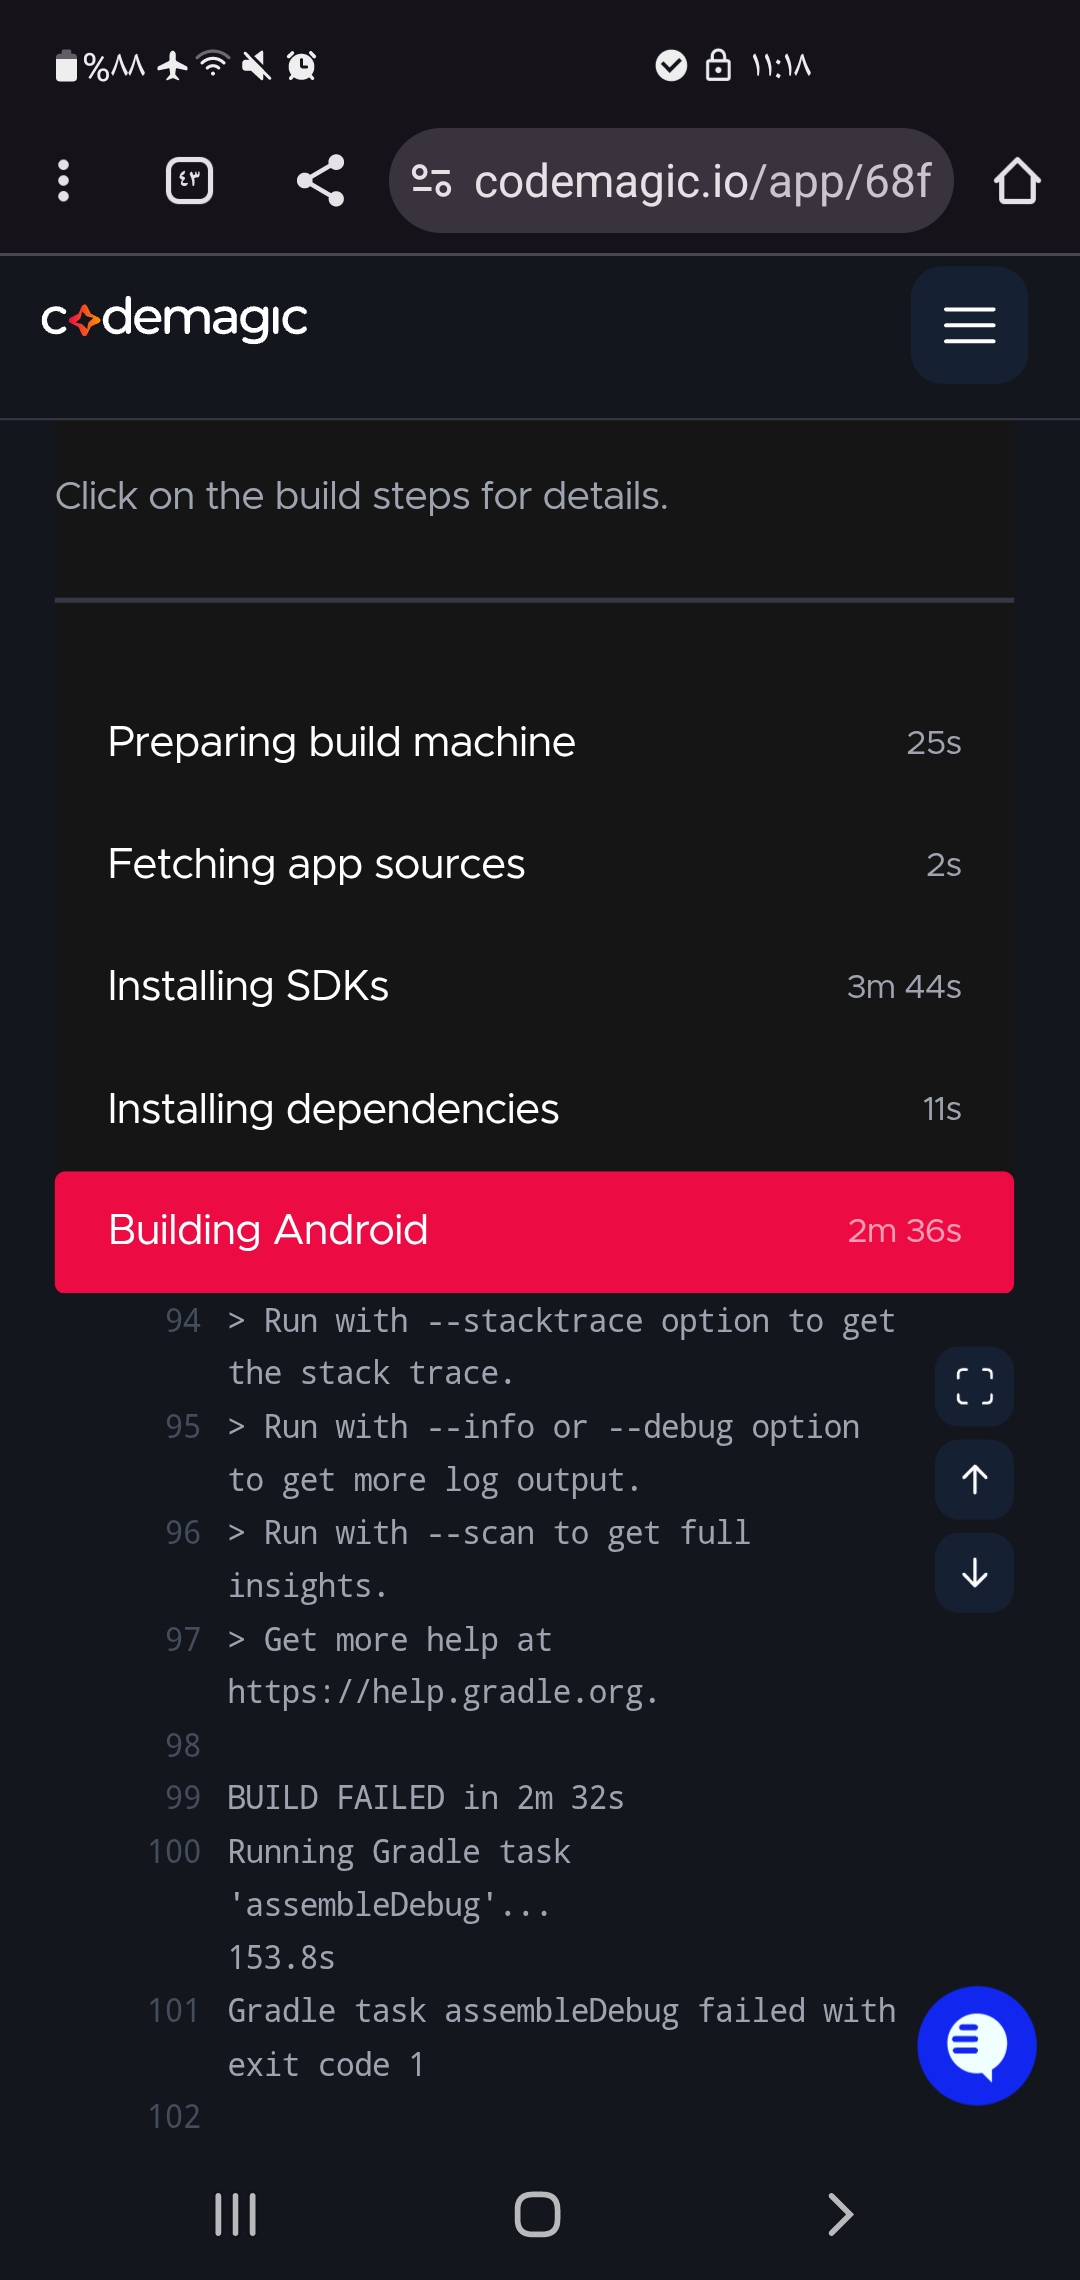 %٨٨ ١١:١٨
٤٣ codemagic.io/app/68f
codemagic
Click on the build steps for details.
Preparing build machine 25s
Fetching app sources 2s
Installing SDKs 3m 44s
Installing dependencies 11s
Building Android 2m 36s
94 > Run with --stacktrace option to get
the stack trace.
95 > Run with --info or --debug option
to get more log output.
96 > Run with --scan to get full
insights.
97 > Get more help at
https://help.gradle.org.
98
99 BUILD FAILED in 2m 32s
100 Running Gradle task
'assembleDebug'...
153.8s
101 Gradle task assembleDebug failed with
exit code 1
102